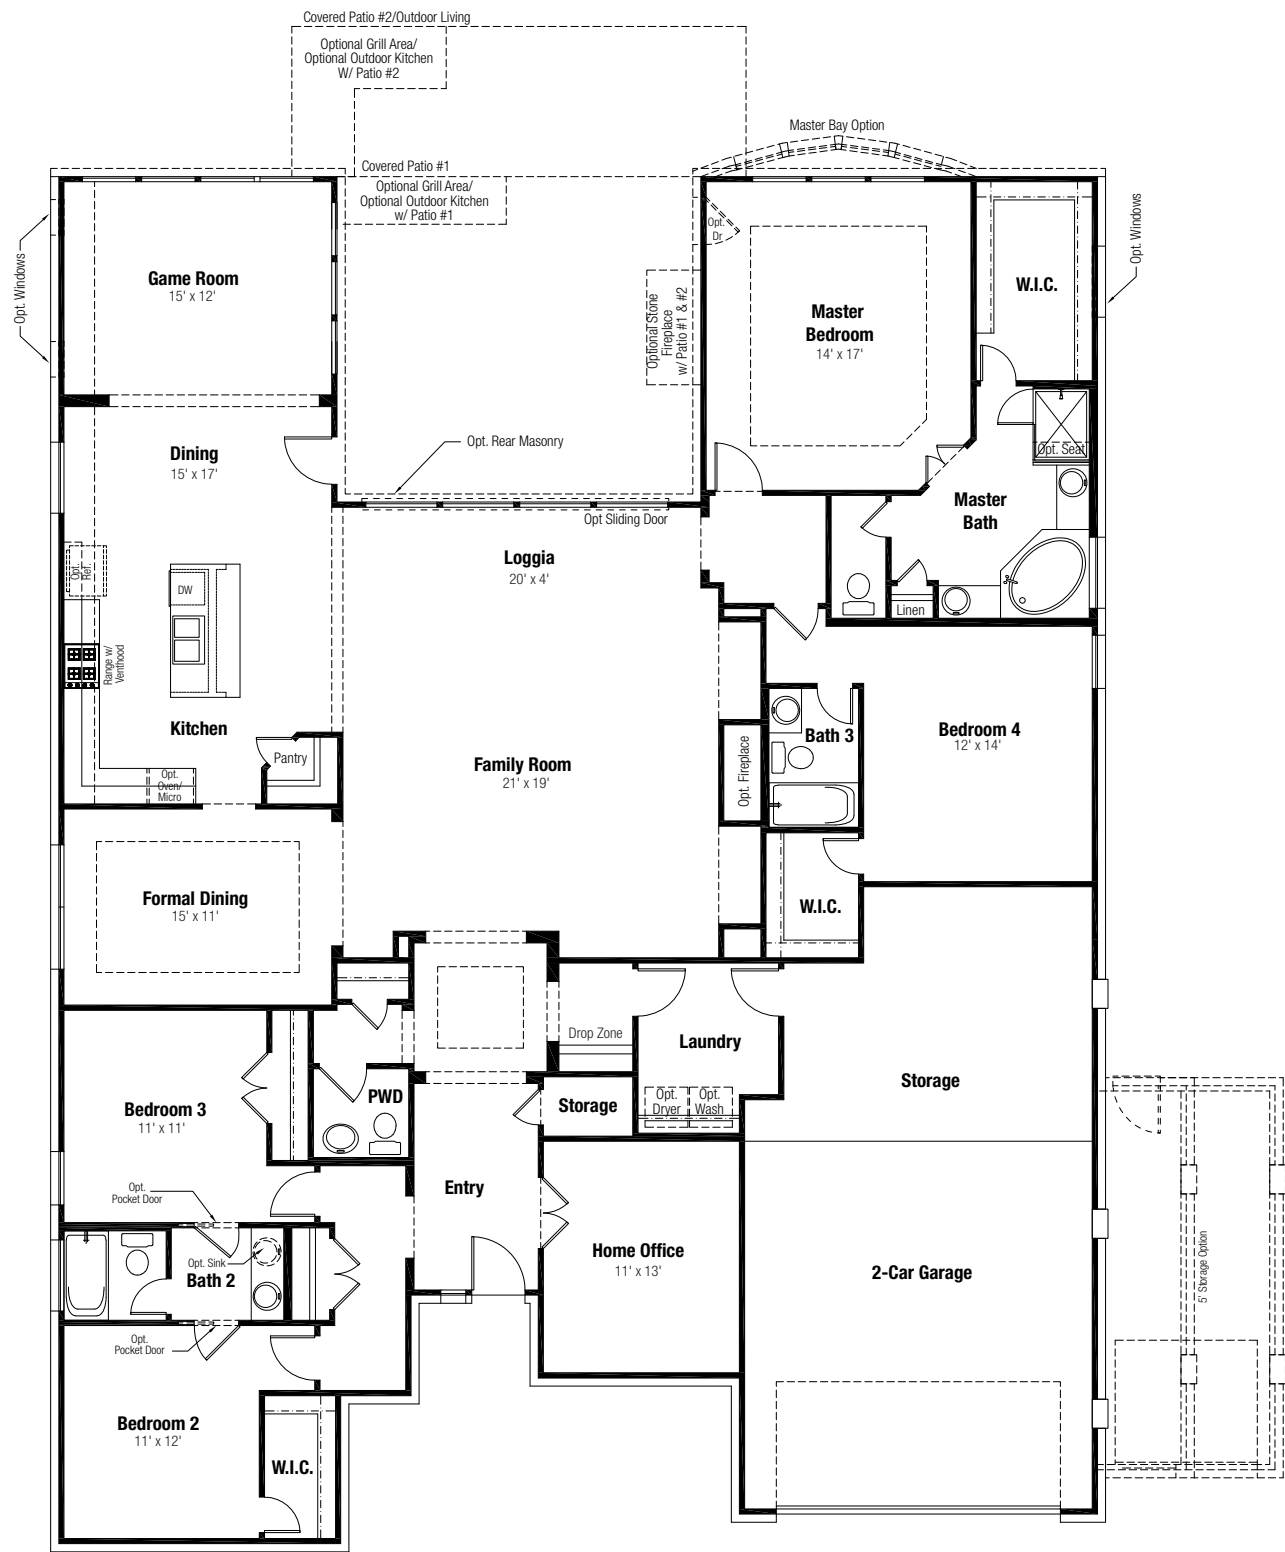 Covered Patio #2/Outdoor Living
Optional Grill Area/
Optional Outdoor Kitchen
W/ Patio #2
Master Bay Option
Covered Patio #1
Optional Grill Area/
Optional Outdoor Kitchen
w/ Patio #1
Opt.
Dr
Opt. Windows
Opt. Windows
Game Room
15' x 12'
W.I.C.
Optional Stone
Fireplace
w/ Patio #1 & #2
Master
Bedroom
14' x 17'
Dining
15' x 17'
Opt. Rear Masonry
Opt. Seat
Master
Bath
Opt Sliding Door
Loggia
20' x 4'
Opt.
Ref.
DW
Linen
Range w/
Venthood
Kitchen
Pantry
Opt.
Oven/
Micro
Family Room
21' x 19'
Opt. Fireplace
Bath 3
Bedroom 4
12' x 14'
Formal Dining
15' x 11'
W.I.C.
Drop Zone
Laundry
Storage
Opt.
Dryer
Opt.
Wash
Bedroom 3
11' x 11'
PWD
Storage
Entry
Opt.
Pocket Door
Opt. Sink
Bath 2
Home Office
11' x 13'
2-Car Garage
5' Storage Option
Opt.
Pocket Door
Bedroom 2
11' x 12'
W.I.C.